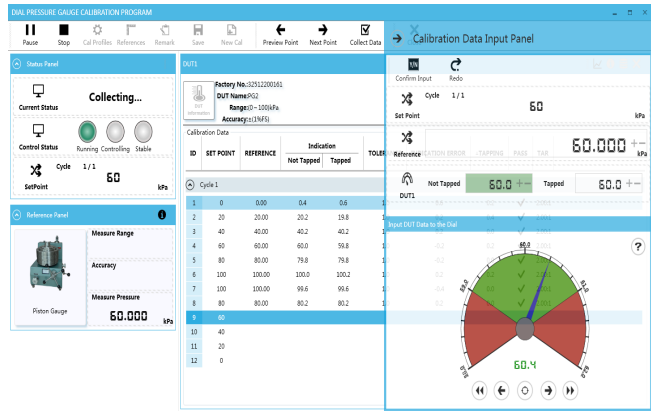 DIAL PRESSURE GAUGE CALIBRATION PROGRAM
Pause Stop Cal Profiles References Remark Save New Cal Preview Point Next Point Collect Data
Calibration Data Input Panel
Confirm Input Redo
Y/N
Status Panel
Current Status Collecting...
Control Status Running Controlling Stable
SetPoint Cycle 1/1 60 kPa
Reference Panel
Piston Gauge
Measure Range
Accuracy
Measure Pressure
60.000 kPa
DUT1
DUT Information
Factory No.:32512200161
DUT Name:PG2
Range:(0~100)kPa
Accuracy:±(1%FS)
Calibration Data
ID SET POINT REFERENCE Indication
Not Tapped Tapped
Cycle 1
1 0 0.00 0.4 0.6
2 20 20.00 20.2 19.8
3 40 40.00 40.2 40.2
4 60 60.00 60.0 59.8
5 80 80.00 79.8 79.8
6 100 100.00 100.0 100.2
7 100 100.00 99.6 99.6
8 80 80.00 80.2 80.2
9 60
10 40
11 20
12 0
Set Point Cycle 1/1 60 kPa
Reference 60.000 +- kPa
DUT1 Not Tapped 60.0 +- Tapped 60.0 +-
Input DUT Data to the Dial
?
60.0
59.0 61.0
60.4